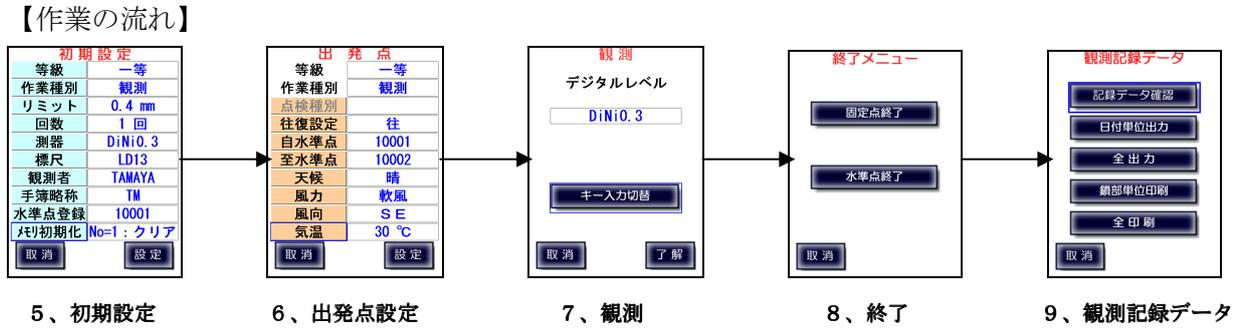 【作業の流れ】
初期設定
等級 一等
作業種別 観測
リミット 0.4 mm
回数 1 回
測器 DiNi0.3
標尺 LD13
観測者 TAMAYA
手簿略称 TM
水準点登録 10001
ﾒﾓﾘ初期化 No=1：クリア
取 消 設 定
出 発 点
等級 一等
作業種別 観測
点検種別
往復設定 往
自水準点 10001
至水準点 10002
天候 晴
風力 軟風
風向 ＳＥ
気温 30 ℃
取 消 設 定
観 測
デジタルレベル
DiNi0.3
キー入力切替
取 消 了 解
終了メニュー
固定点終了
水準点終了
取 消
観測記録データ
記録データ確認
日付単位出力
全 出 力
鎖部単位印刷
全 印 刷
取 消
５、初期設定
６、出発点設定
７、観測
８、終了
９、観測記録データ